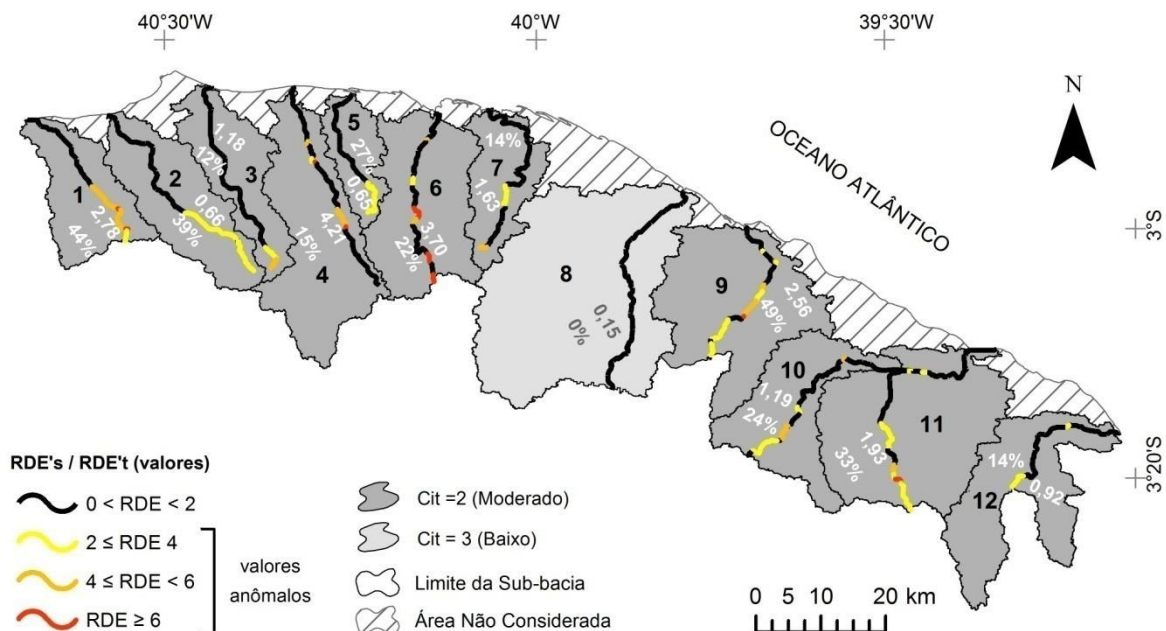 40°30'W
40°W
39°30'W
N
OCEANO ATLÂNTICO
3°S
3°20'S
1
2,78
44%
2
0,66
39%
1,18
12%
3
4
15%
4,21
5
27%
0,65
6
3,70
22%
14%
7
1,63
8
0,15
0%
9
2,56
49%
10
1,19
24%
11
1,93
33%
14%
0,92
12
RDE's / RDE't (valores)
0 < RDE < 2
2 ≤ RDE 4
4 ≤ RDE < 6
RDE ≥ 6
valores
anômalos
Cit =2 (Moderado)
Cit = 3 (Baixo)
Limite da Sub-bacia
Área Não Considerada
0 5 10 20 km